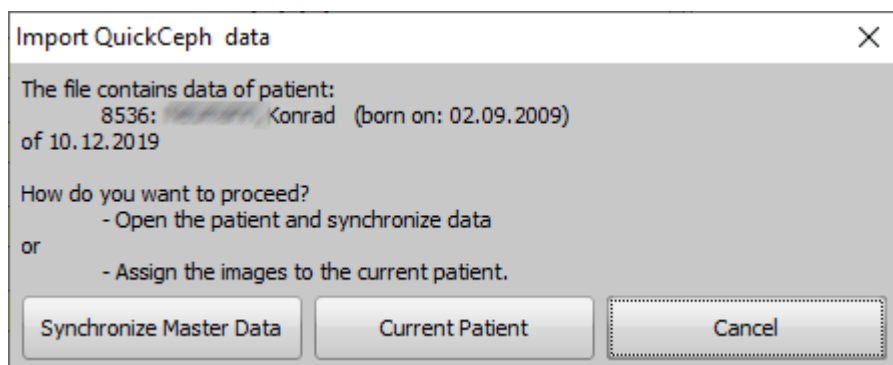 Import QuickCeph data
The file contains data of patient:
8536: Konrad (born on: 02.09.2009)
of 10.12.2019
How do you want to proceed?
- Open the patient and synchronize data
or
- Assign the images to the current patient.
Synchronize Master Data Current Patient Cancel